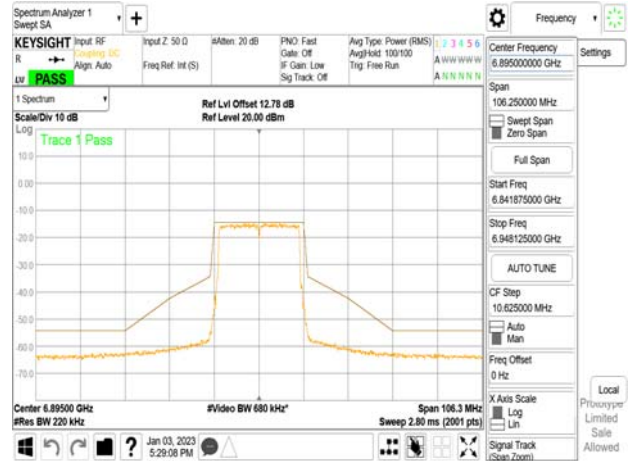 Spectrum Analyzer 1
Swept SA
Frequency
KEYSIGHT
Input: RF
Coupling: DC
Align: Auto
Input Z: 50 Ω
Freq Ref: Int (S)
#Atten: 20 dB
PNO: Fast
Gate: Off
IF Gain: Low
Sig Track: Off
Avg Type: Power (RMS)
Avg|Hold: 100/100
Trig: Free Run
1 2 3 4 5 6
A W W W W W
A N N N N N
R
LV PASS
1 Spectrum
Scale/Div 10 dB
Ref Lvl Offset 12.78 dB
Ref Level 20.00 dBm
Log
Trace 1 Pass
10.0
0.00
-10.0
-20.0
-30.0
-40.0
-50.0
-60.0
-70.0
Center 6.89500 GHz
#Res BW 220 kHz
#Video BW 680 kHz*
Span 106.3 MHz
Sweep 2.80 ms (2001 pts)
Jan 03, 2023
5:29:08 PM
Center Frequency
6.895000000 GHz
Settings
Span
106.250000 MHz
Swept Span
Zero Span
Full Span
Start Freq
6.841875000 GHz
Stop Freq
6.948125000 GHz
AUTO TUNE
CF Step
10.625000 MHz
Auto
Man
Freq Offset
0 Hz
X Axis Scale
Log
Lin
Signal Track
(Span Zoom)
Local
Prototype
Limited
Sale
Allowed